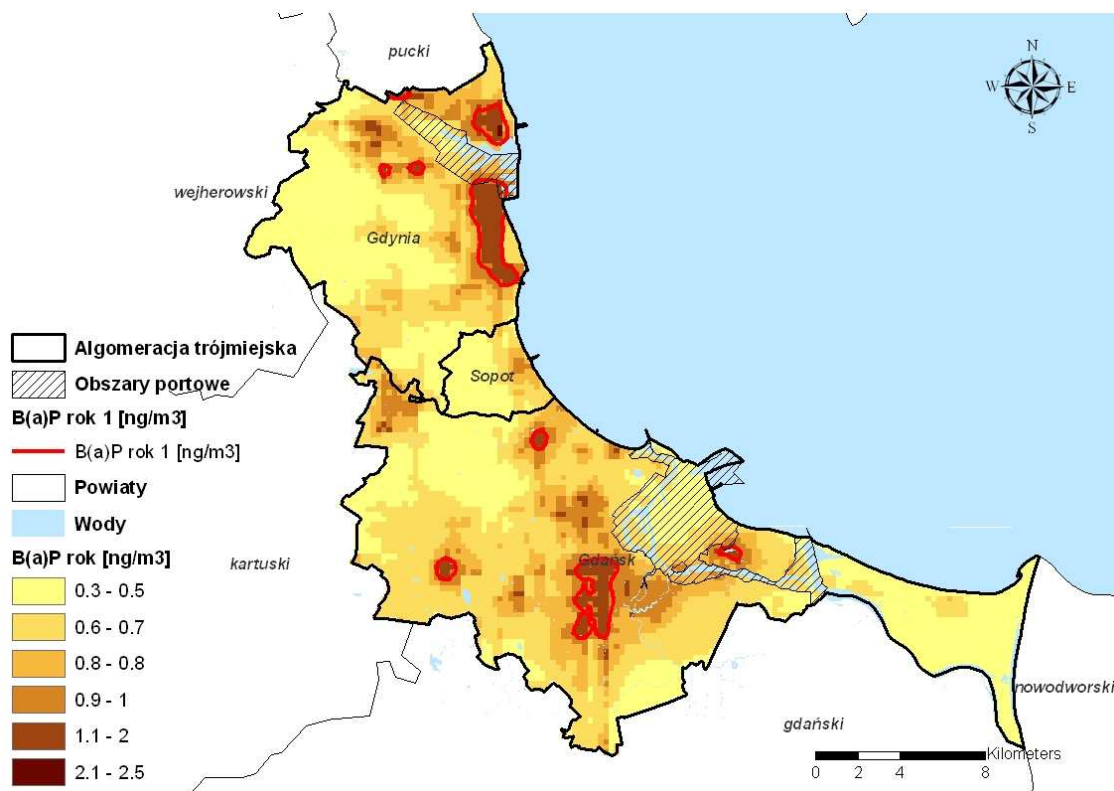 pucki
N
W
E
S
wejherowski
Gdynia
Algomeracja trójmiejska
Obszary portowe
B(a)P rok 1 [ng/m3]
B(a)P rok 1 [ng/m3]
Powiaty
Wody
B(a)P rok [ng/m3]
0.3 - 0.5
0.6 - 0.7
0.8 - 0.8
0.9 - 1
1.1 - 2
2.1 - 2.5
Sopot
kartuski
Gdańsk
nowodworski
gdański
Kilometers
0 2 4 8